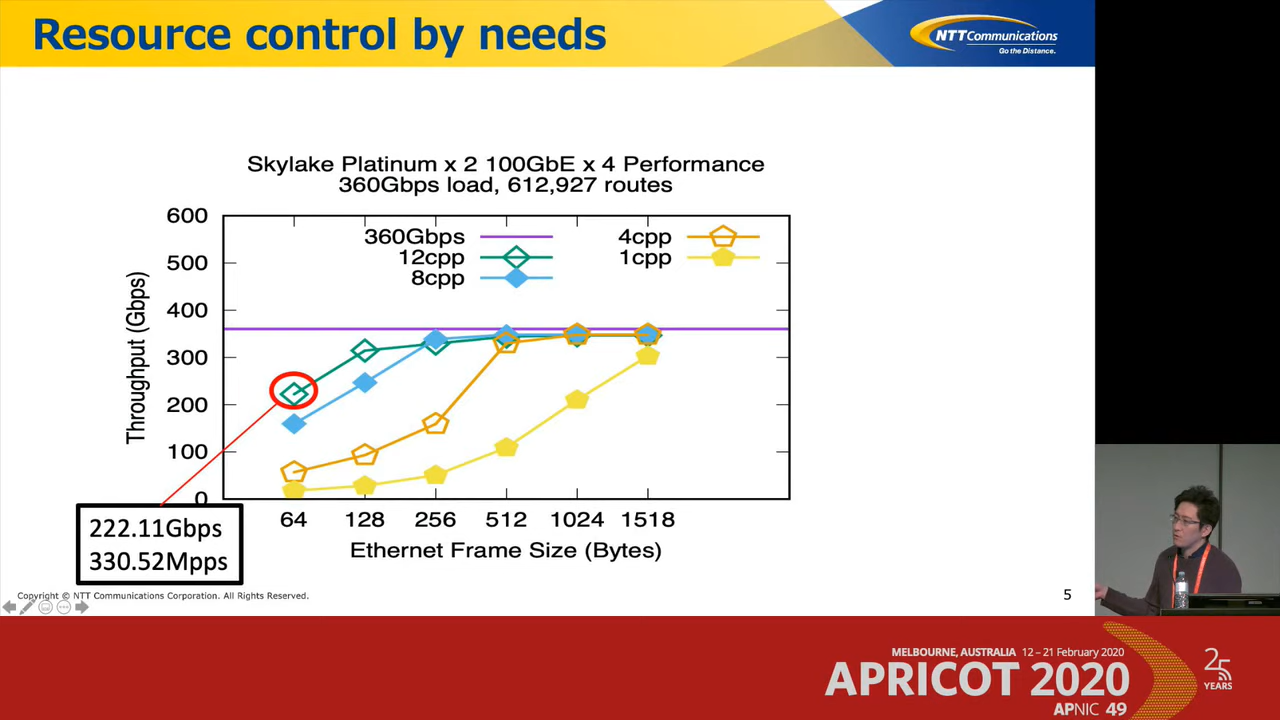 Resource control by needs
NTT Communications
Go the Distance.
Skylake Platinum x 2 100GbE x 4 Performance
360Gbps load, 612,927 routes
600
500
400
300
200
100
0
Throughput (Gbps)
360Gbps
12cpp
8cpp
4cpp
1cpp
64 128 256 512 1024 1518
Ethernet Frame Size (Bytes)
222.11Gbps
330.52Mpps
Copyright © NTT Communications Corporation. All Rights Reserved.
5
MELBOURNE, AUSTRALIA 12 – 21 February 2020
APRICOT 2020
APNIC 49
25
YEARS